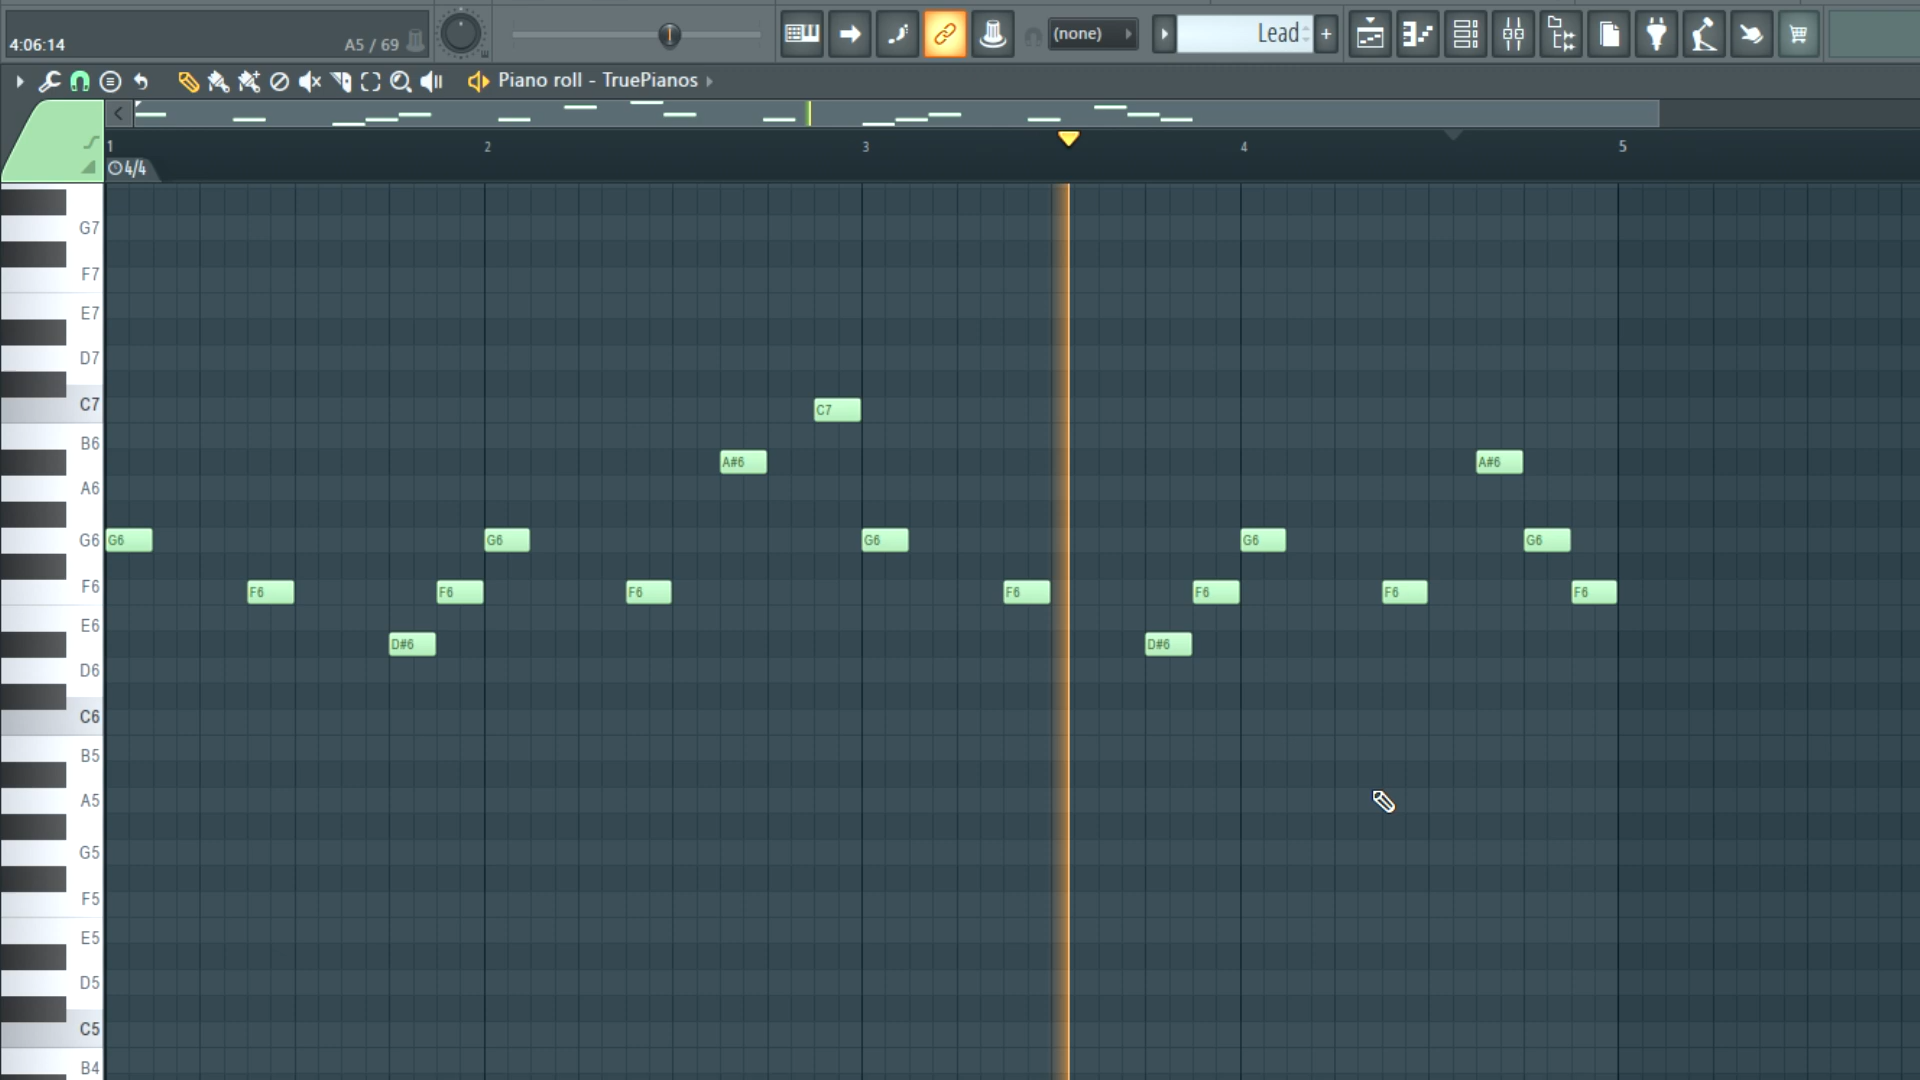 4:06:14
A5 / 69
(none)
Lead
+
Piano roll - TruePianos
1 2 3 4 5
4/4
G7
F7
E7
D7
C7
C7
B6
A#6 A#6
A6
G6
G6 G6 G6 G6 G6
F6
F6 F6 F6 F6 F6 F6 F6
E6
D#6 D#6
D6
C6
B5
A5
G5
F5
E5
D5
C5
B4